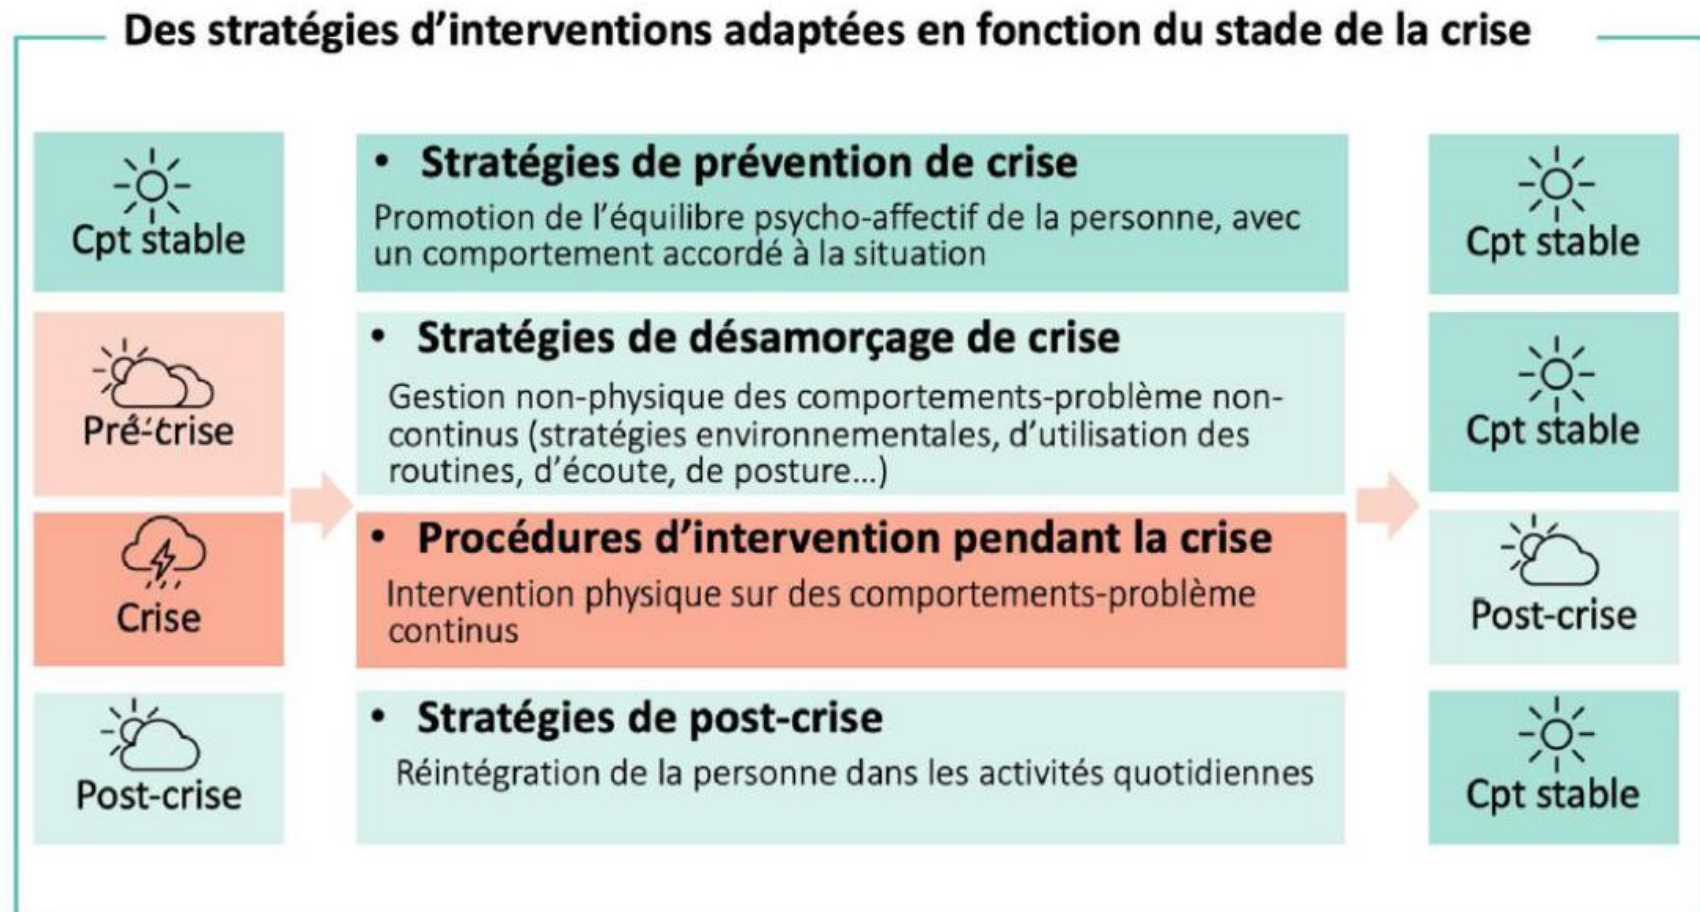 Des stratégies d'interventions adaptées en fonction du stade de la crise
Cpt stable
• Stratégies de prévention de crise
Promotion de l'équilibre psycho-affectif de la personne, avec
un comportement accordé à la situation
Cpt stable
Pré-crise
• Stratégies de désamorçage de crise
Gestion non-physique des comportements-problème non-
continus (stratégies environnementales, d'utilisation des
routines, d'écoute, de posture...)
Cpt stable
Crise
• Procédures d'intervention pendant la crise
Intervention physique sur des comportements-problème
continus
Post-crise
Post-crise
• Stratégies de post-crise
Réintégration de la personne dans les activités quotidiennes
Cpt stable